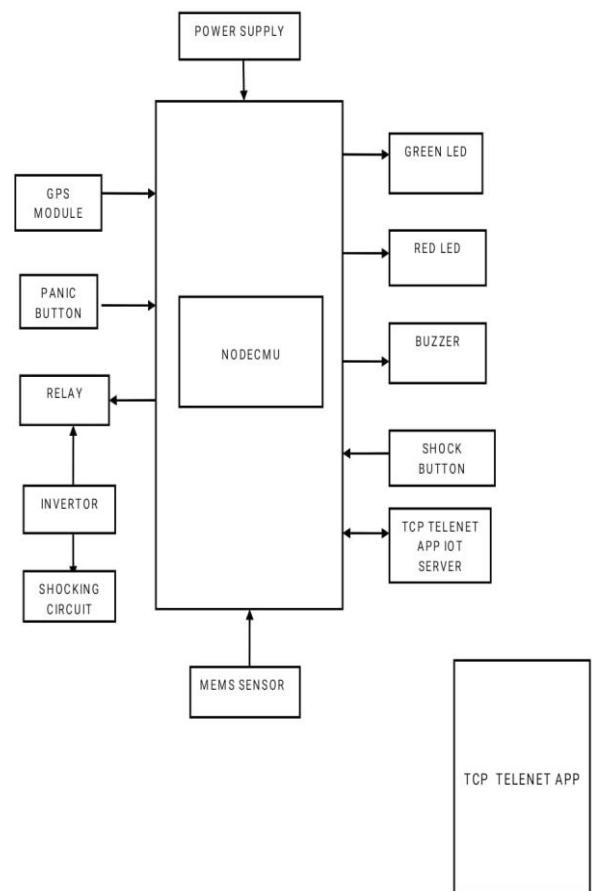 POWER SUPPLY
GREEN LED
GPS
MODULE
RED LED
PANIC
BUTTON
NODECMU
BUZZER
RELAY
SHOCK
BUTTON
INVERTOR
TCP TELENET
APP IOT
SERVER
SHOCKING
CIRCUIT
MEMS SENSOR
TCP TELENET APP